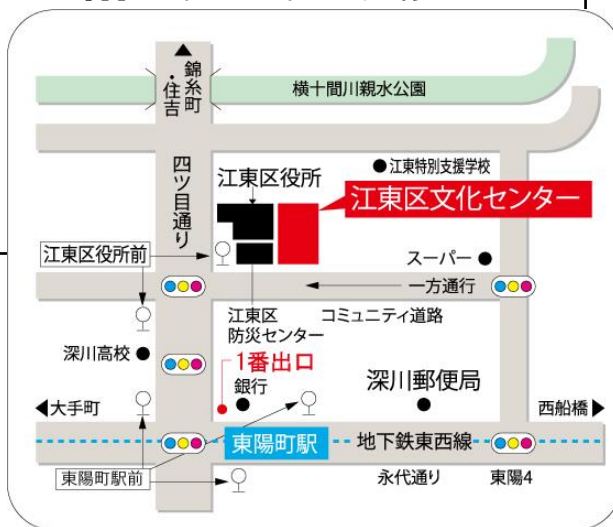 錦糸町
・住吉
横十間川親水公園
四ツ目通り
江東区役所
江東特別支援学校
江東区文化センター
江東区役所前
スーパー
一方通行
江東区
防災センター
コミュニティ道路
深川高校
1番出口
銀行
深川郵便局
大手町
西船橋
東陽町駅
地下鉄東西線
東陽町駅前
永代通り
東陽4